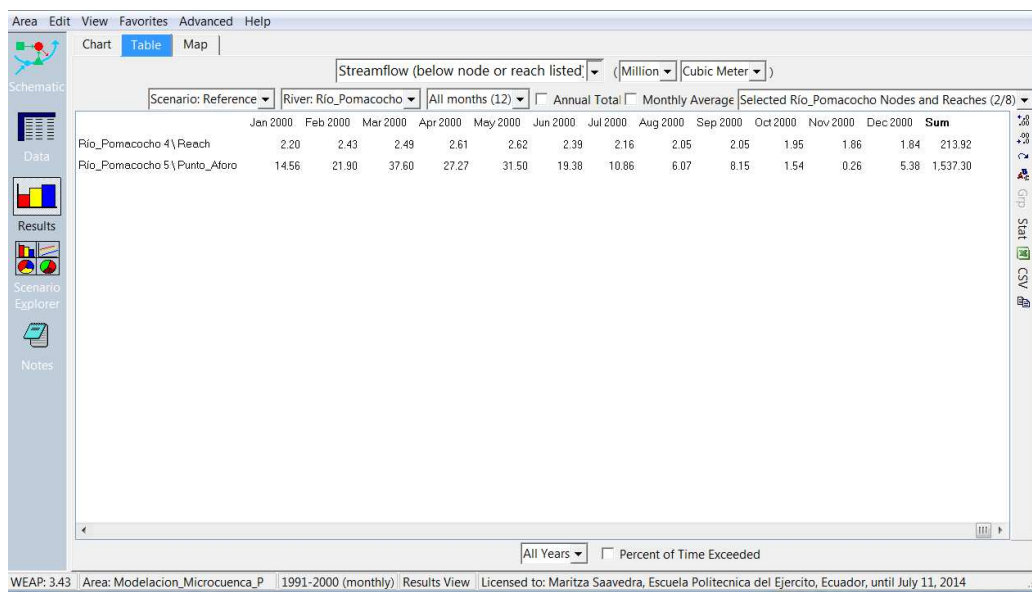 Area Edit View Favorites Advanced Help
Chart Table Map
Streamflow (below node or reach listed) ( Million Cubic Meter )
Schematic
Scenario: Reference River: Río_Pomacocho All months (12) Annual Total Monthly Average Selected Río_Pomacocho Nodes and Reaches (2/8)
Jan 2000 Feb 2000 Mar 2000 Apr 2000 May 2000 Jun 2000 Jul 2000 Aug 2000 Sep 2000 Oct 2000 Nov 2000 Dec 2000 Sum
Río_Pomacocho 4 \ Reach 2.20 2.43 2.49 2.61 2.62 2.39 2.16 2.05 2.05 1.95 1.86 1.84 213.92
Río_Pomacocho 5 \ Punto_Aforo 14.56 21.90 37.60 27.27 31.50 19.38 10.86 6.07 8.15 1.54 0.26 5.38 1,537.30
Data
Results
Scenario
Explorer
Notes
Grp
Stat
CSV
All Years Percent of Time Exceeded
WEAP: 3.43 Area: Modelacion_Microcuenca_P 1991-2000 (monthly) Results View Licensed to: Maritza Saavedra, Escuela Politecnica del Ejercito, Ecuador, until July 11, 2014